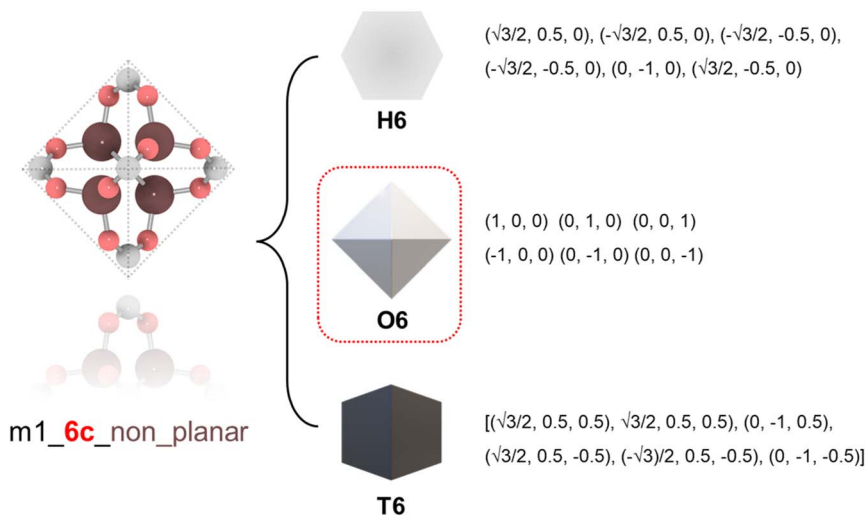 (√3/2, 0.5, 0), (-√3/2, 0.5, 0), (-√3/2, -0.5, 0),
(-√3/2, -0.5, 0), (0, -1, 0), (√3/2, -0.5, 0)
H6
(1, 0, 0) (0, 1, 0) (0, 0, 1)
(-1, 0, 0) (0, -1, 0) (0, 0, -1)
O6
m1_6c_non_planar
[(√3/2, 0.5, 0.5), √3/2, 0.5, 0.5), (0, -1, 0.5),
(√3/2, 0.5, -0.5), (-√3)/2, 0.5, -0.5), (0, -1, -0.5)]
T6